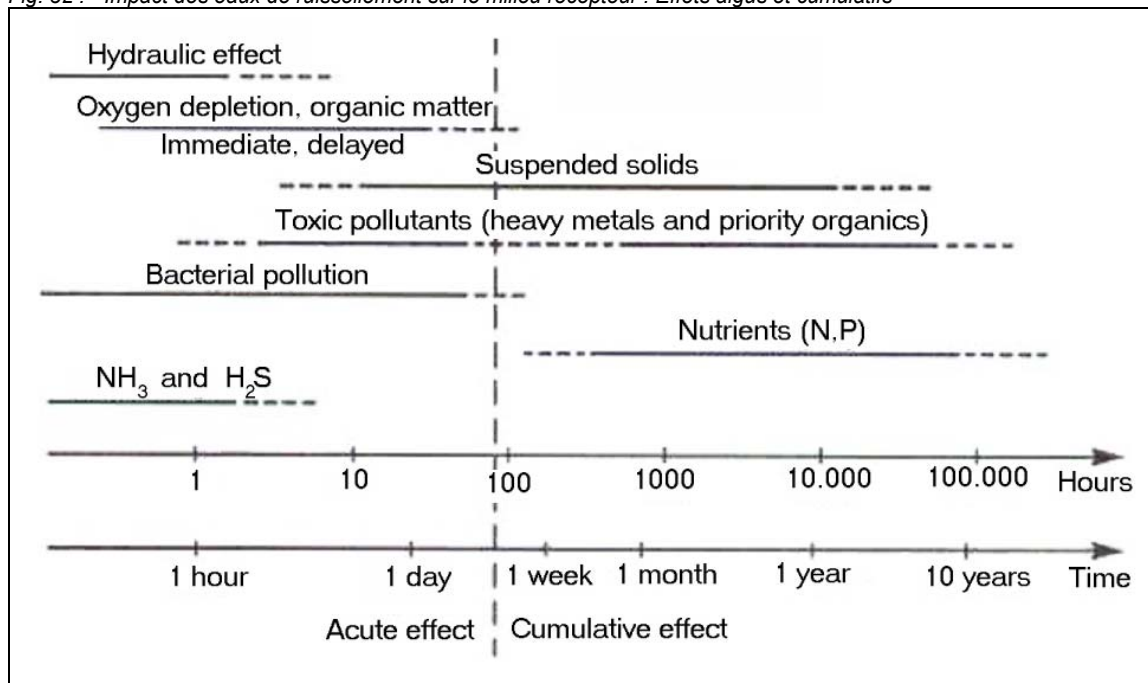 Fig. 32 : Impact des eaux de ruissellement sur le milieu récepteur : Effets aigus et cumulatifs
Hydraulic effect
Oxygen depletion, organic matter
Immediate, delayed
Suspended solids
Toxic pollutants (heavy metals and priority organics)
Bacterial pollution
Nutrients (N,P)
NH3 and H2S
1 10 100 1000 10.000 100.000 Hours
1 hour 1 day 1 week 1 month 1 year 10 years Time
Acute effect Cumulative effect